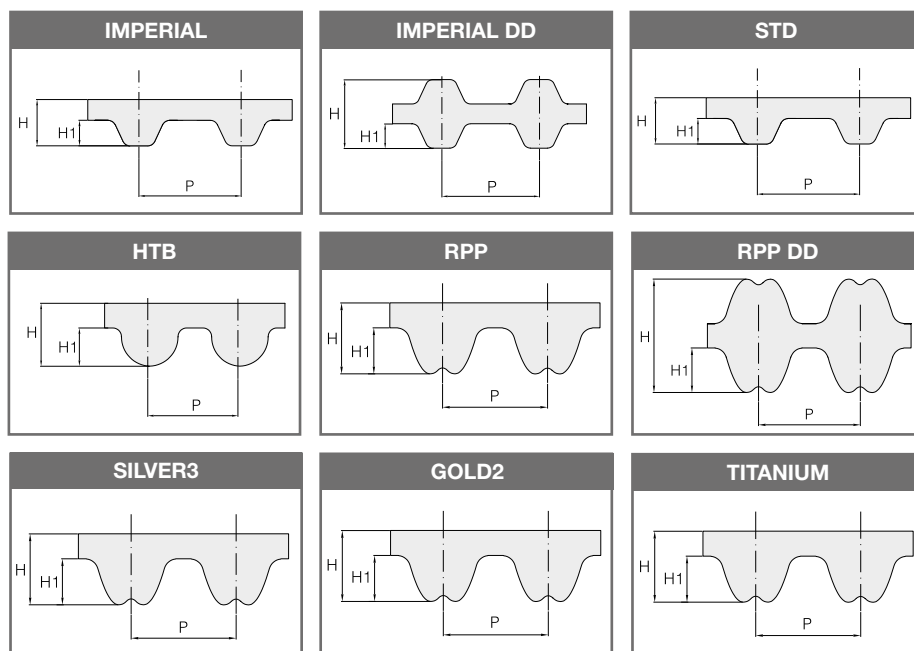 IMPERIAL
H
H1
P
IMPERIAL DD
H
H1
P
STD
H
H1
P
HTB
H
H1
P
RPP
H
H1
P
RPP DD
H
H1
P
SILVER3
H
H1
P
GOLD2
H
H1
P
TITANIUM
H
H1
P